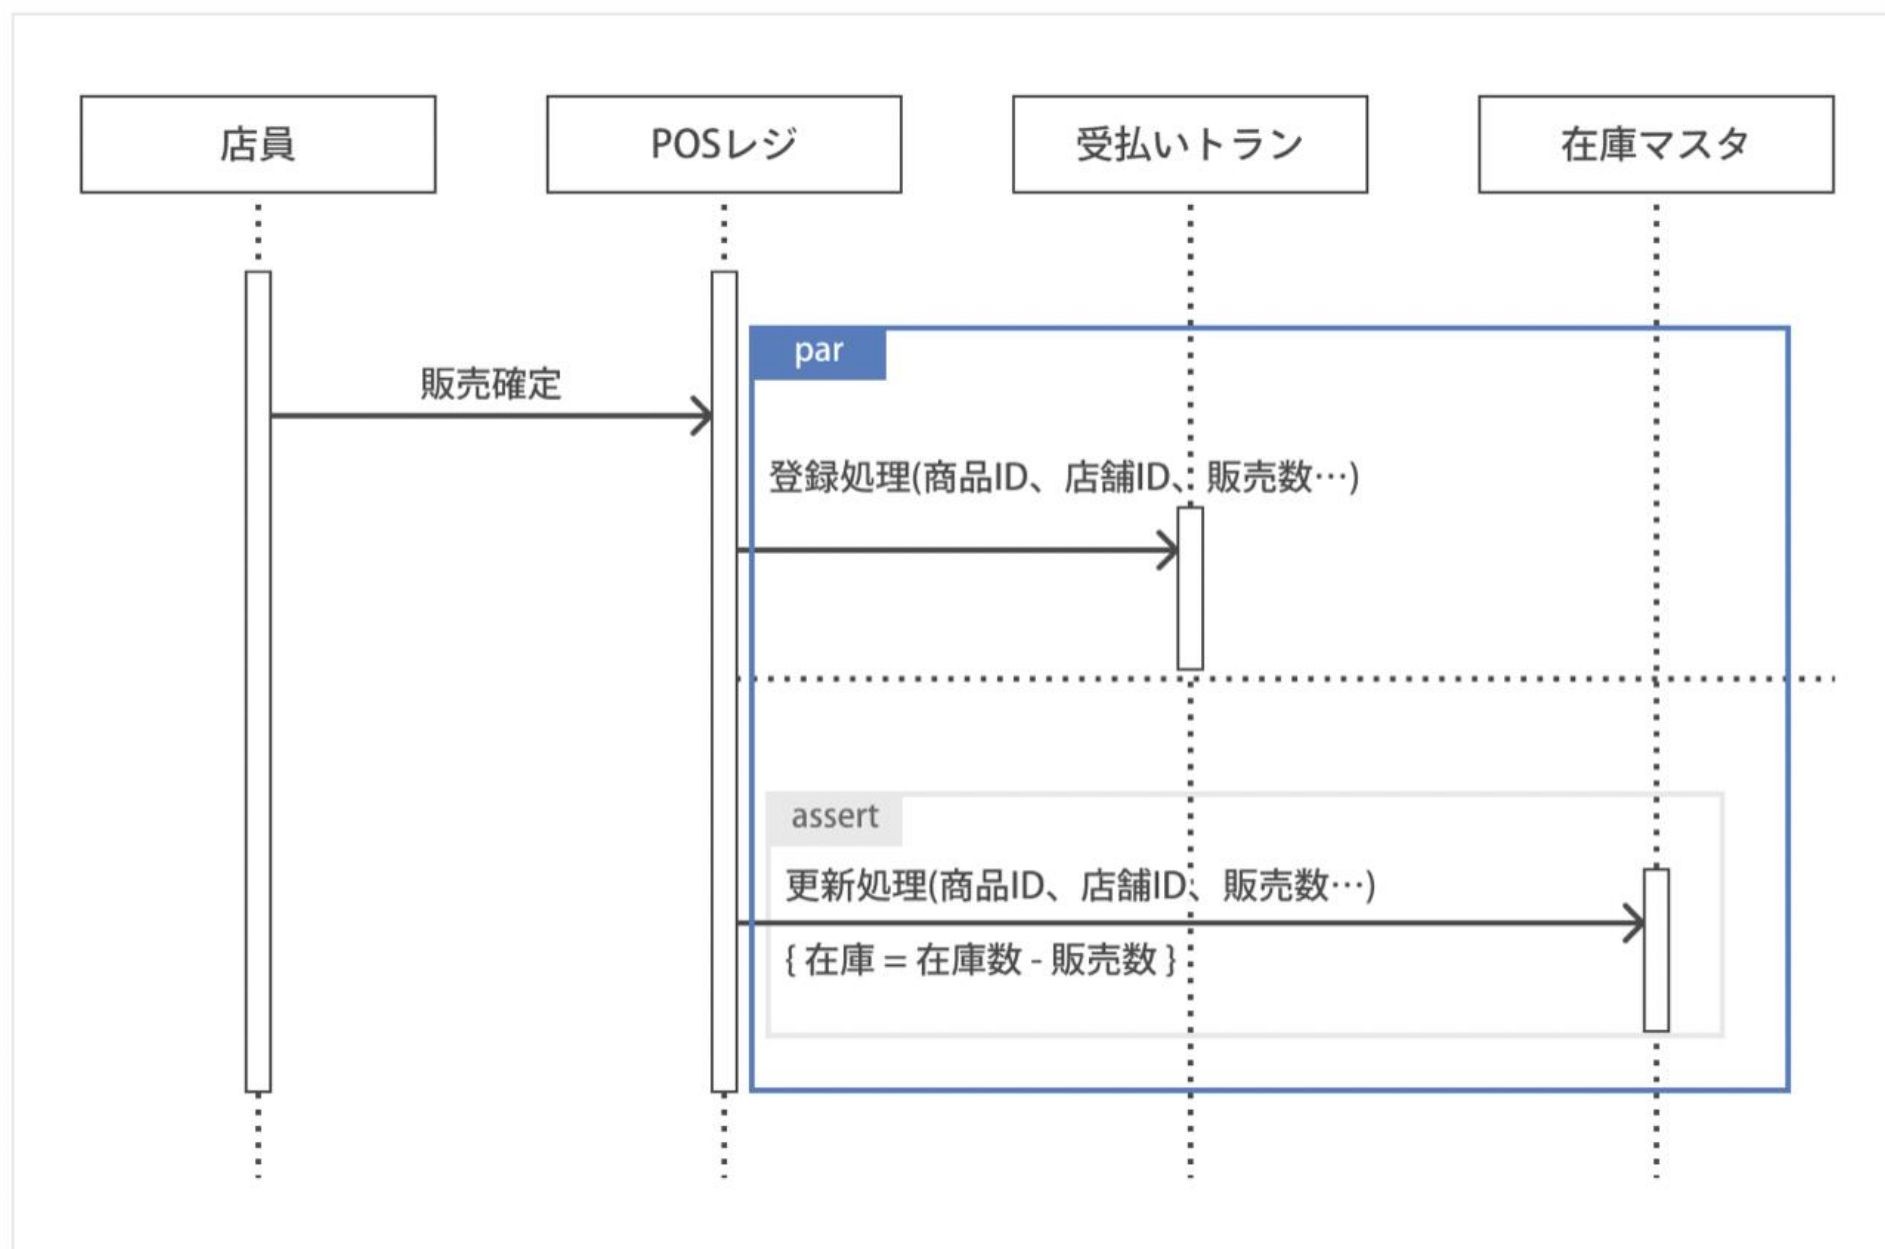 店員
POSレジ
受払いトラン
在庫マスタ
par
販売確定
登録処理(商品ID、店舗ID、販売数…)
assert
更新処理(商品ID、店舗ID、販売数…)
{ 在庫 = 在庫数 - 販売数 }